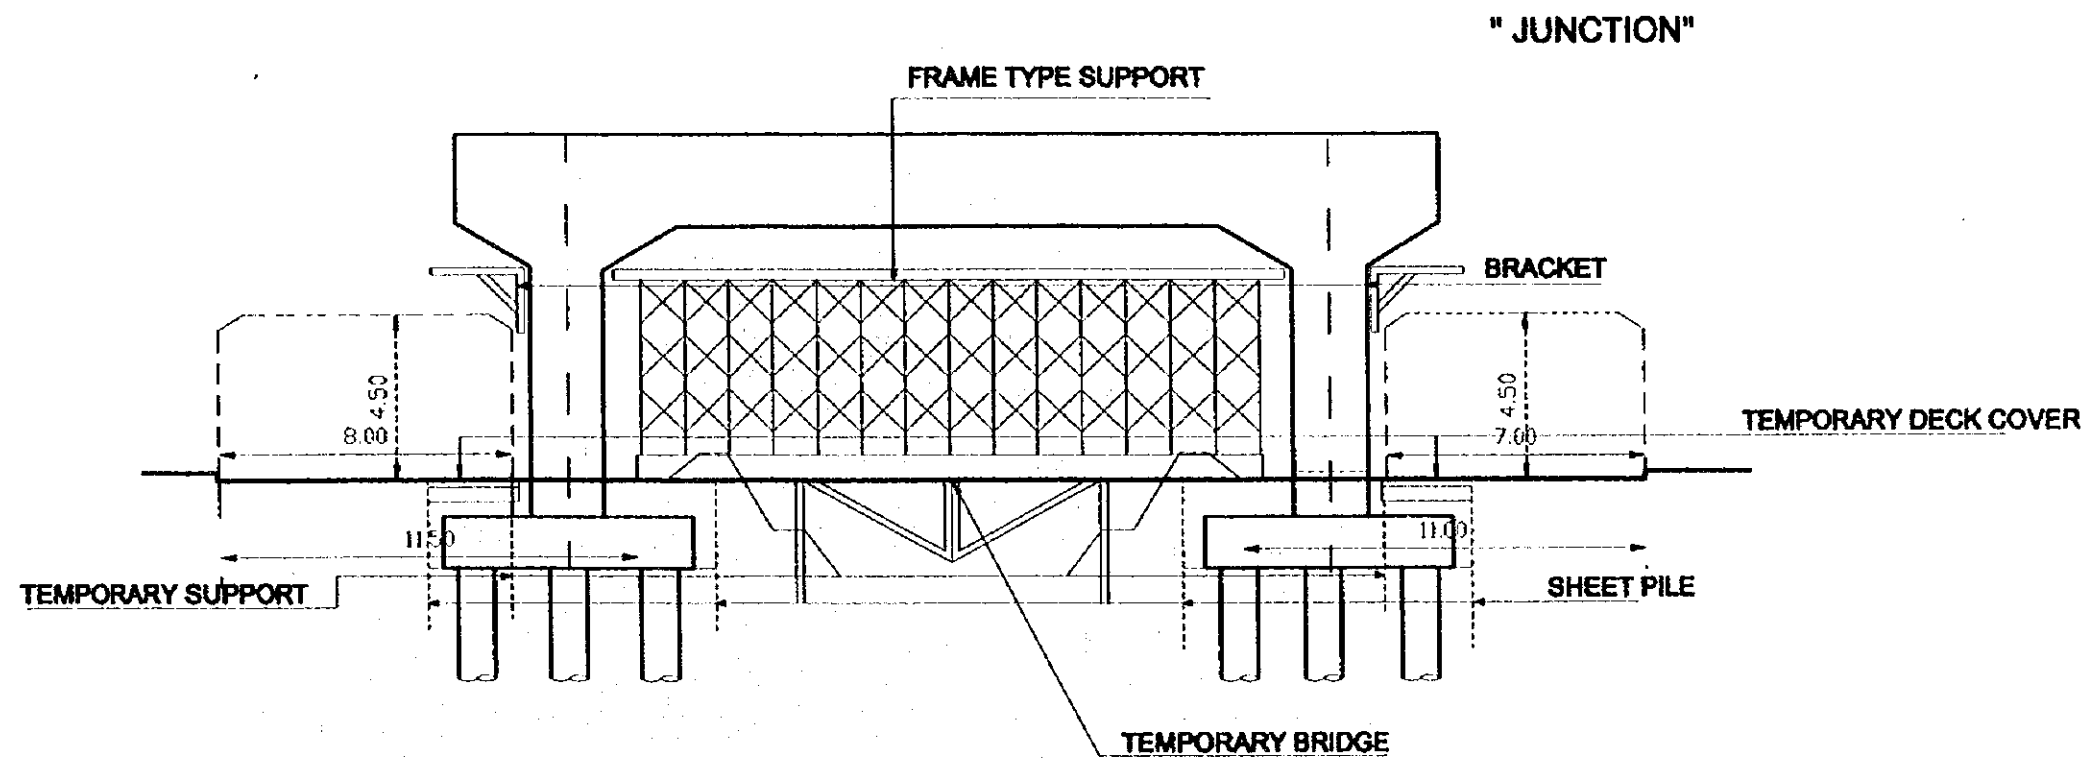 " JUNCTION"
FRAME TYPE SUPPORT
BRACKET
4.50
8.00
4.50
7.00
TEMPORARY DECK COVER
11.50
11.00
TEMPORARY SUPPORT
SHEET PILE
TEMPORARY BRIDGE